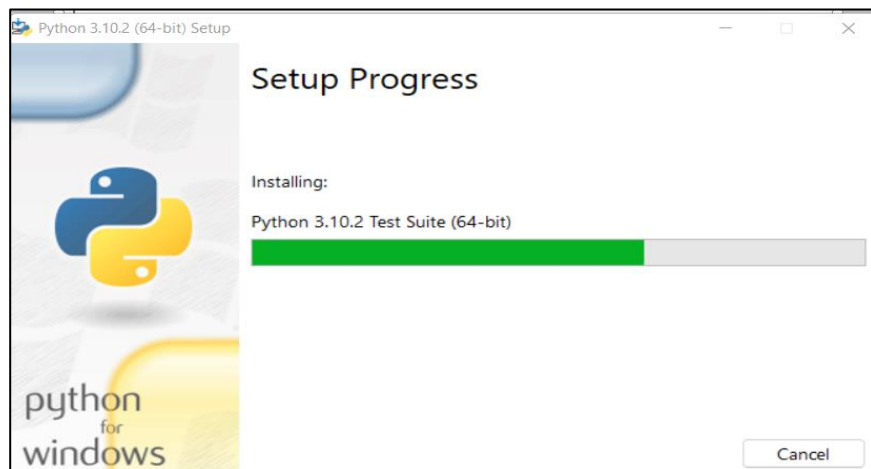 Python 3.10.2 (64-bit) Setup
Setup Progress
Installing:
Python 3.10.2 Test Suite (64-bit)
python
for
windows
Cancel